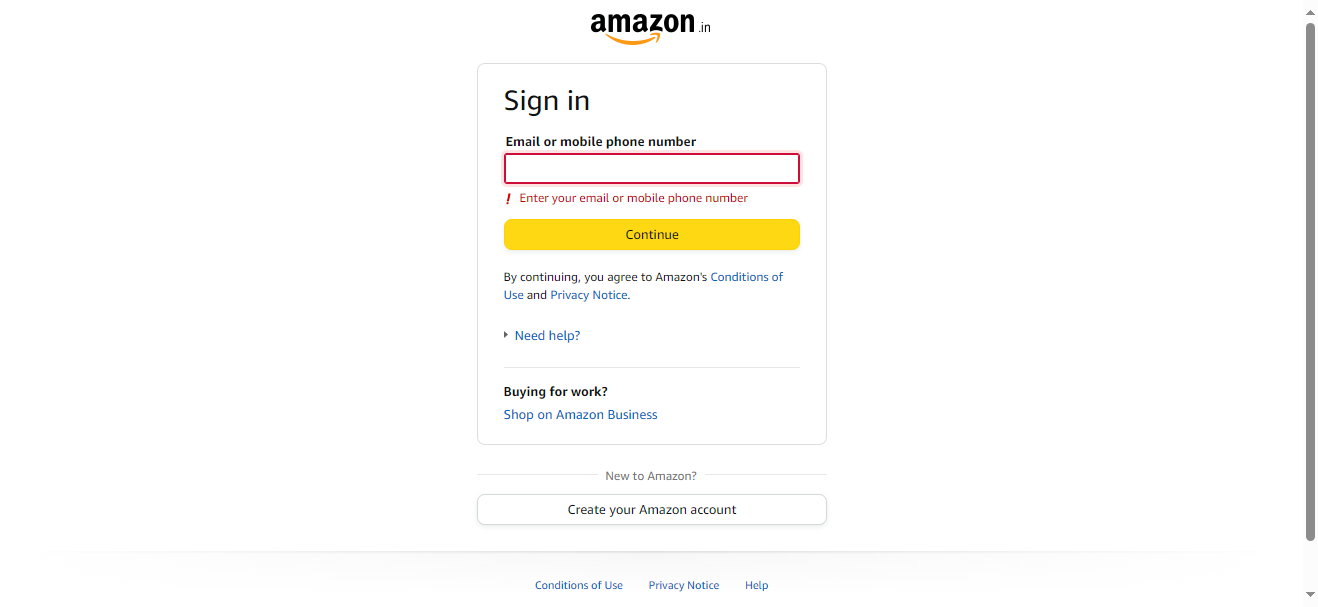 amazon.in
Sign in
Email or mobile phone number
! Enter your email or mobile phone number
Continue
By continuing, you agree to Amazon's Conditions of
Use and Privacy Notice.
Need help?
Buying for work?
Shop on Amazon Business
New to Amazon?
Create your Amazon account
Conditions of Use Privacy Notice Help